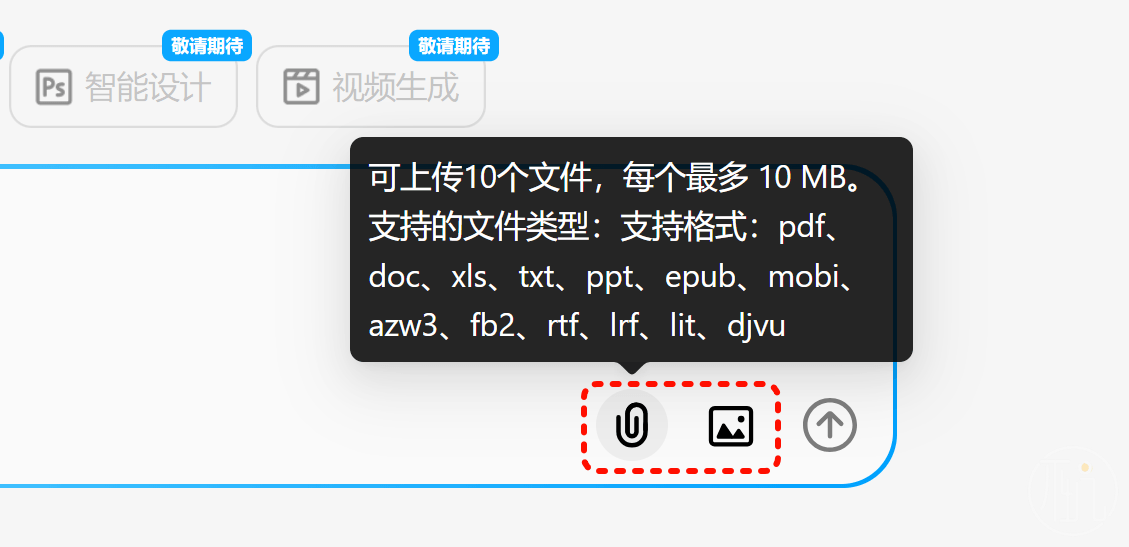 敬请期待
敬请期待
Ps 智能设计
视频生成
可上传10个文件，每个最多 10 MB。
支持的文件类型：支持格式：pdf、
doc、xls、txt、ppt、epub、mobi、
azw3、fb2、rtf、lrf、lit、djvu